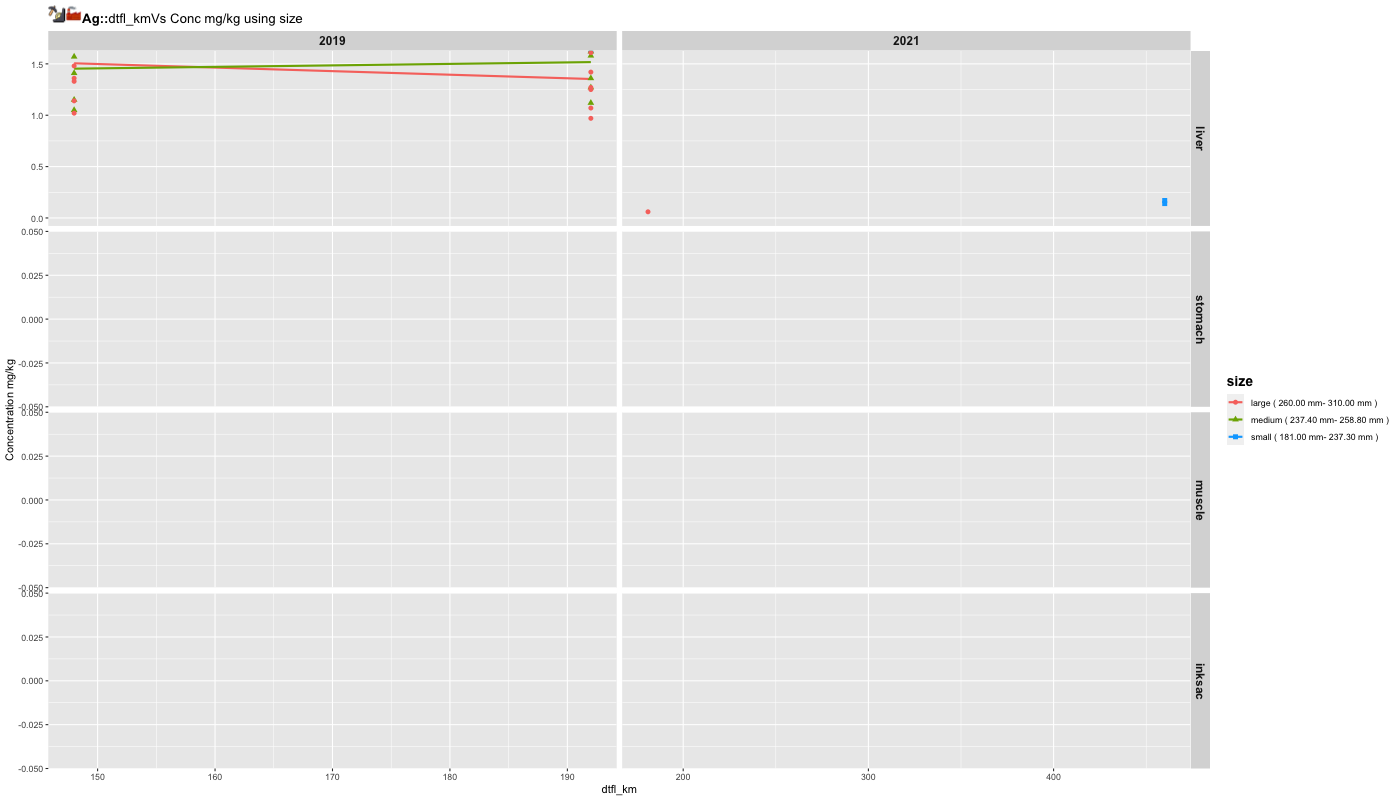 Ag::dtfl_kmVs Conc mg/kg using size
2019
2021
1.5
1.0
0.5
0.0
liver
0.050
0.025
0.000
-0.025
-0.050
stomach
0.050
0.025
0.000
-0.025
-0.050
muscle
0.050
0.025
0.000
-0.025
-0.050
inksac
Concentration mg/kg
150
160
170
180
190
200
300
400
dtfl_km
size
large ( 260.00 mm- 310.00 mm )
medium ( 237.40 mm- 258.80 mm )
small ( 181.00 mm- 237.30 mm )